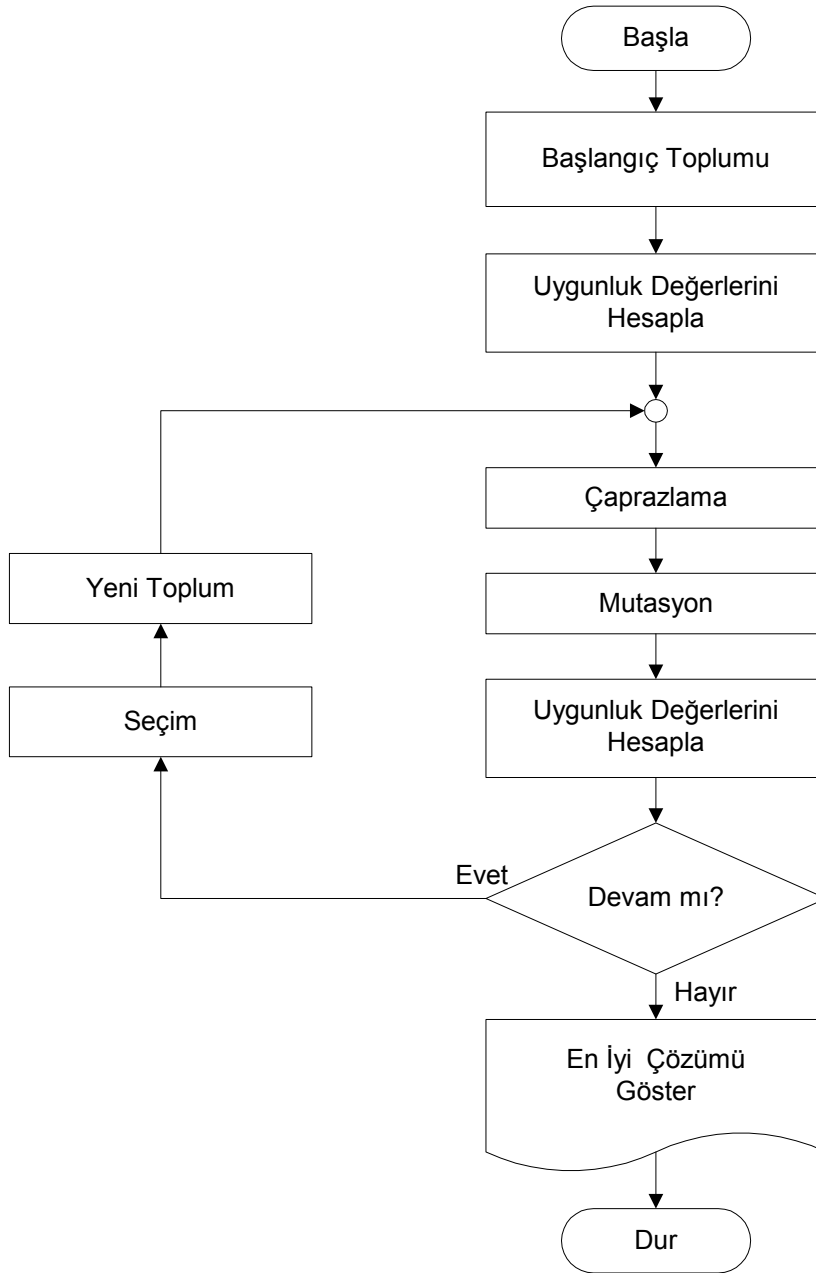 Başla
Başlangıç Toplumu
Uygunluk Değerlerini
Hesapla
Çaprazlama
Yeni Toplum
Mutasyon
Seçim
Uygunluk Değerlerini
Hesapla
Evet
Devam mı?
Hayır
En İyi Çözümü
Göster
Dur